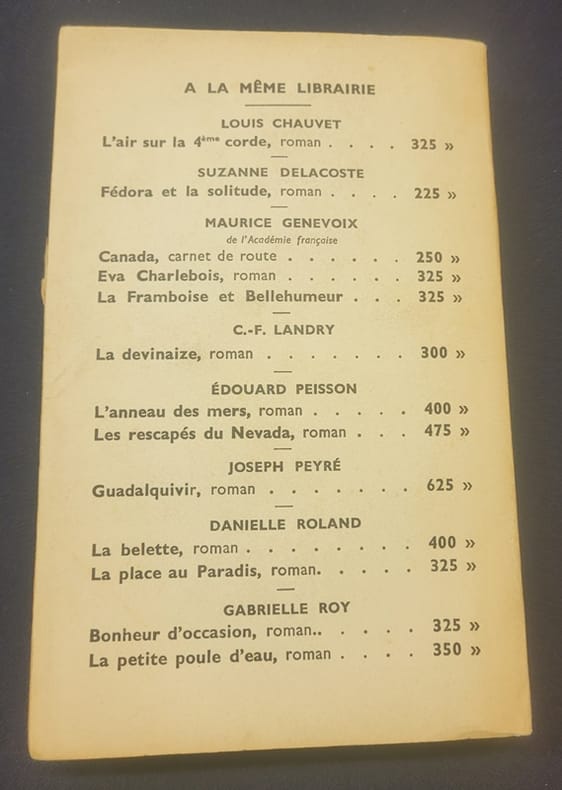 A LA MÊME LIBRAIRIE
LOUIS CHAUVET
L'air sur la 4ème corde, roman . . . . 325 »
SUZANNE DELACOSTE
Fédora et la solitude, roman . . . . 225 »
MAURICE GENEVOIX
de l'Académie française
Canada, carnet de route . . . . . . 250 »
Eva Charlebois, roman . . . . . . 325 »
La Framboise et Bellehumeur . . . 325 »
C.-F. LANDRY
La devinaize, roman . . . . . . . 300 »
ÉDOUARD PEISSON
L'anneau des mers, roman . . . . . 400 »
Les rescapés du Nevada, roman . . . 475 »
JOSEPH PEYRÉ
Guadalquivir, roman . . . . . . . 625 »
DANIELLE ROLAND
La belette, roman . . . . . . . . 400 »
La place au Paradis, roman. . . . . 325 »
GABRIELLE ROY
Bonheur d'occasion, roman.. . . . . 325 »
La petite poule d'eau, roman . . . . 350 »